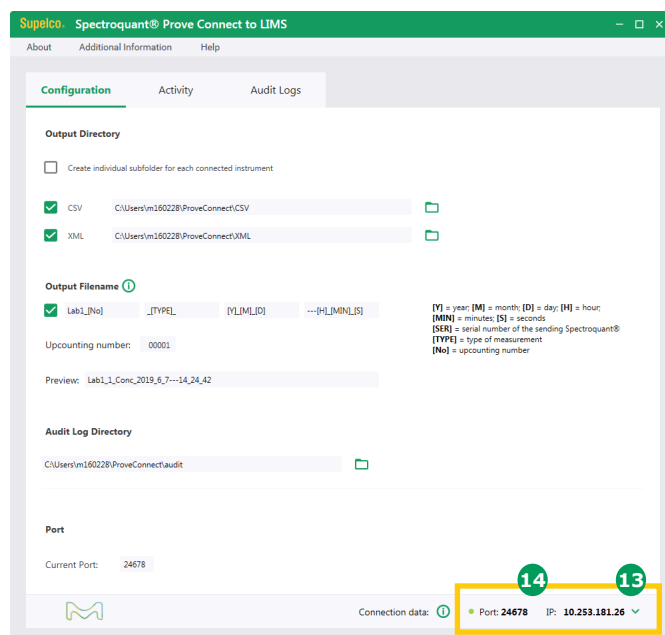 Supelco. Spectroquant® Prove Connect to LIMS
About Additional Information Help
Configuration Activity Audit Logs
Output Directory
Create individual subfolder for each connected instrument
CSV C:\Users\m160228\ProveConnect\CSV
XML C:\Users\m160228\ProveConnect\XML
Output Filename
Lab1_[No] _[TYPE]_ [Y]_[M]_[D] ---[H]_[MIN]_[S]
[Y] = year; [M] = month; [D] = day; [H] = hour;
[MIN] = minutes; [S] = seconds
[SER] = serial number of the sending Spectroquant®
[TYPE] = type of measurement
[No] = upcounting number
Upcounting number: 00001
Preview: Lab1_1_Conc_2019_6_7---14_24_42
Audit Log Directory
C:\Users\m160228\ProveConnect\audit
Port
Current Port: 24678
14 13
Connection data: Port: 24678 IP: 10.253.181.26